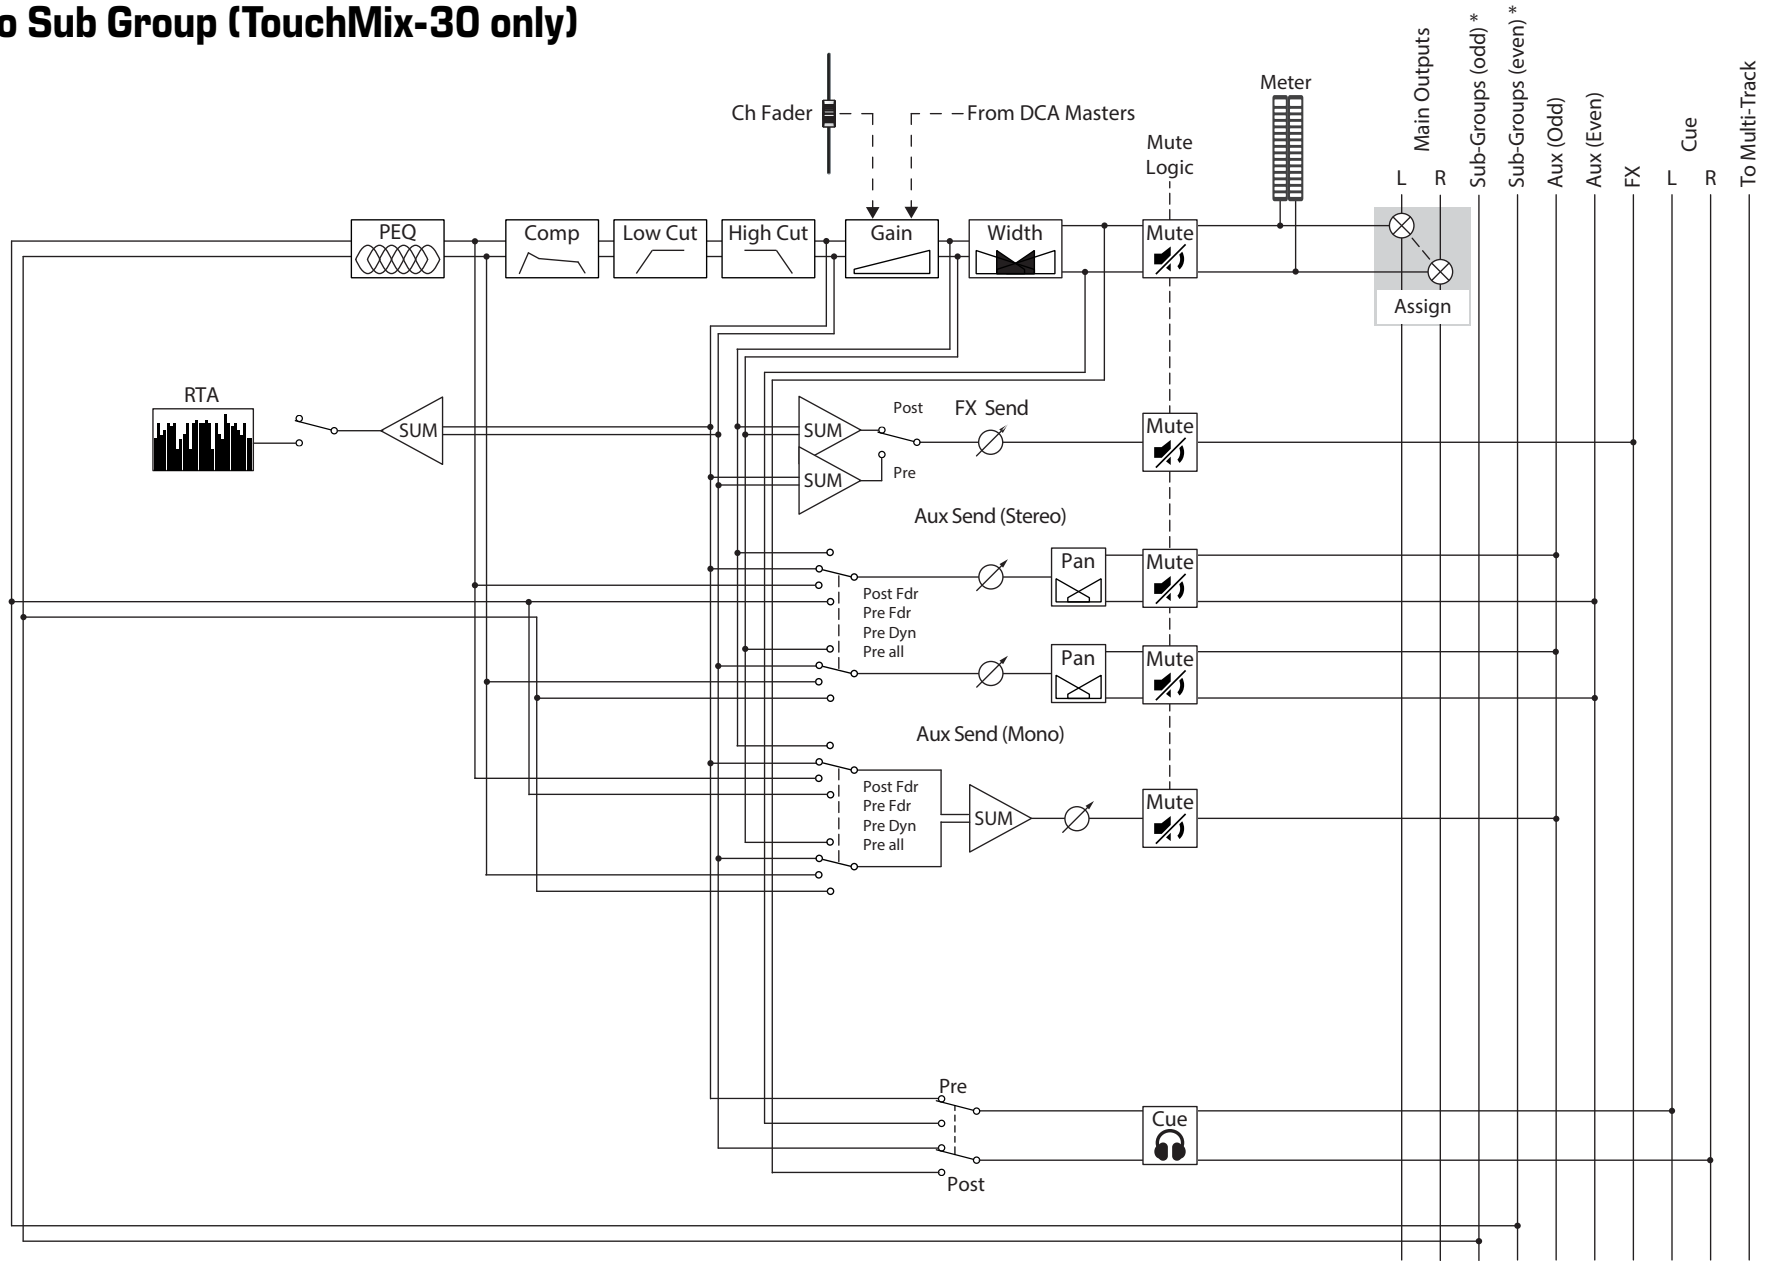 o Sub Group (TouchMix-30 only)
Main Outputs
Sub-Groups (odd) *
Sub-Groups (even) *
Aux (Odd)
Aux (Even)
FX
Cue
To Multi-Track
L
R
L
R
Meter
Ch Fader
From DCA Masters
Mute
Logic
PEQ
Comp
Low Cut
High Cut
Gain
Width
Mute
Assign
RTA
SUM
SUM
Post
FX Send
Mute
SUM
Pre
Aux Send (Stereo)
Pan
Mute
Post Fdr
Pre Fdr
Pre Dyn
Pre all
Pan
Mute
Aux Send (Mono)
Post Fdr
Pre Fdr
Pre Dyn
Pre all
SUM
Mute
Pre
Cue
Post